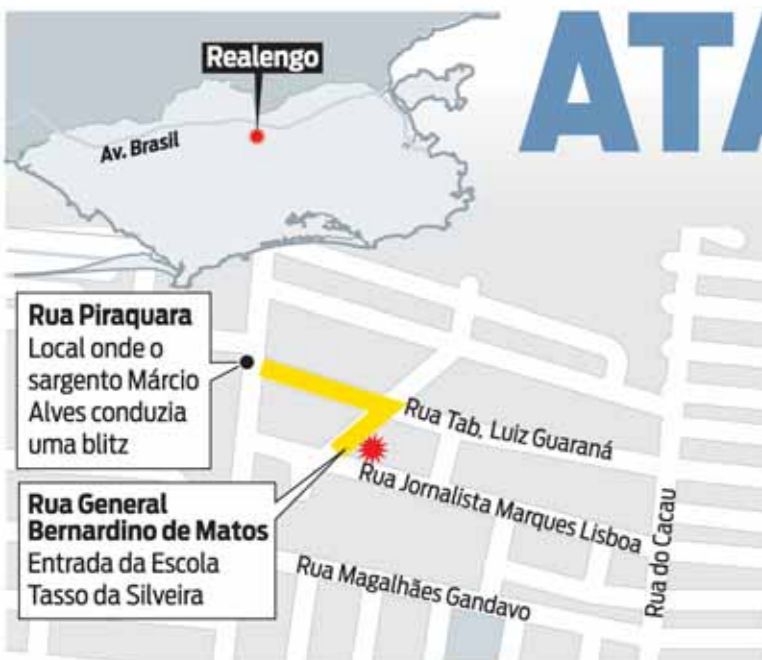 Realengo
ATA
Av. Brasil
Rua Piraquara
Local onde o
sargento Márcio
Alves conduzia
uma blitz
Rua Tab. Luiz Guaraná
Rua Jornalista Marques Lisboa
Rua General
Bernardino de Matos
Entrada da Escola
Tasso da Silveira
Rua Magalhães Gandavo
Rua do Cacau